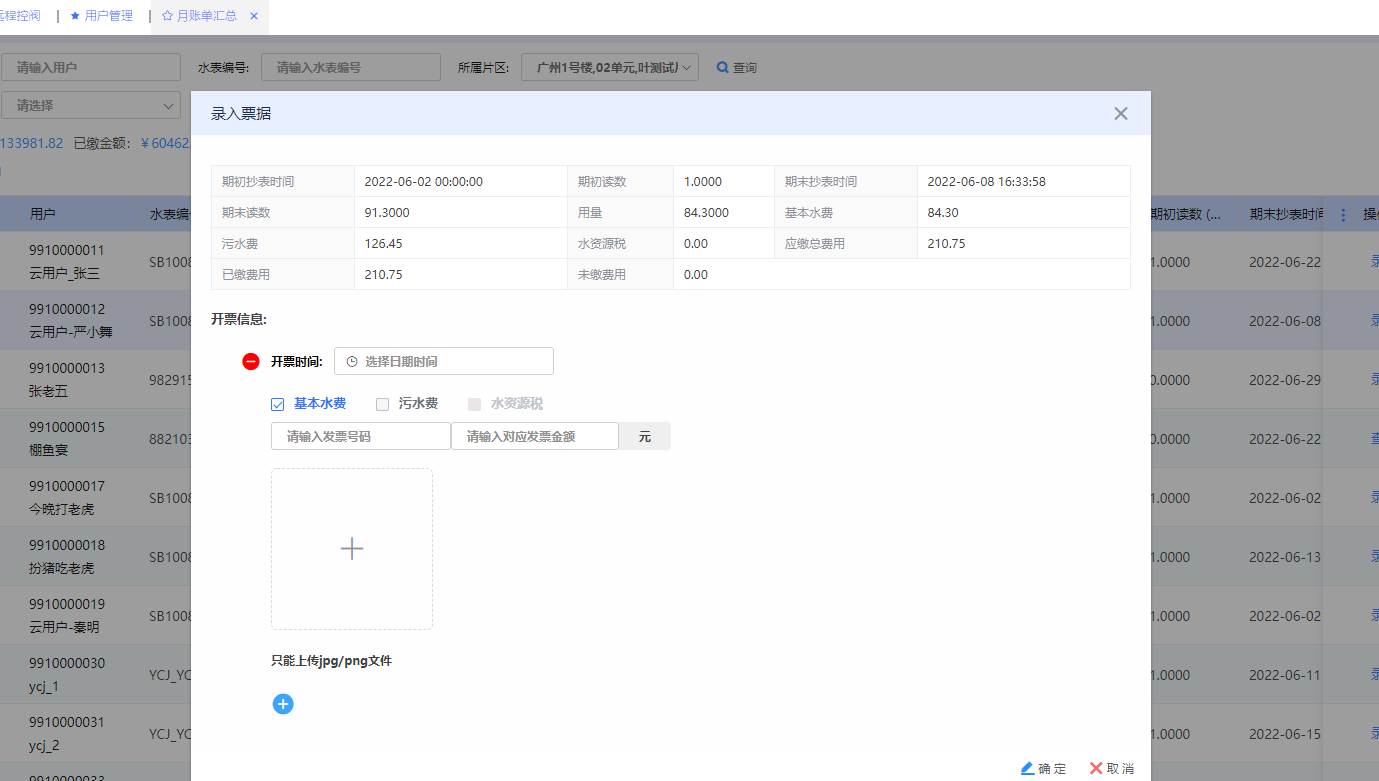 远程控阀 | 用户管理 | 月账单汇总
请输入用户 水表编号: 请输入水表编号 所属片区: 广州1号楼,02单元,叶测试 查询
请选择
133981.82 已缴金额: ￥60462
录入票据
期初抄表时间 2022-06-02 00:00:00 期初读数 1.0000 期末抄表时间 2022-06-08 16:33:58
期末读数 91.3000 用量 84.3000 基本水费 84.30
污水费 126.45 水资源税 0.00 应缴总费用 210.75
已缴费用 210.75 未缴费用 0.00
开票信息:
开票时间: 选择日期时间
基本水费 污水费 水资源税
请输入发票号码 请输入对应发票金额 元
只能上传jpg/png文件
确定 取消
用户 水表编 期初读数 (... 期末抄表时间 操
9910000011
云用户_张三 SB1008 1.0000 2022-06-22
9910000012
云用户-严小舞 SB1008 1.0000 2022-06-08
9910000013
张老五 982915 0.0000 2022-06-29
9910000015
棚鱼宴 882103 0.0000 2022-06-22
9910000017
今晚打老虎 SB1008 1.0000 2022-06-02
9910000018
扮猪吃老虎 SB1008 1.0000 2022-06-13
9910000019
云用户-秦明 SB1008 1.0000 2022-06-02
9910000030
ycj_1 YCJ_YC 1.0000 2022-06-11
9910000031
ycj_2 YCJ_YC 1.0000 2022-06-15
9910000033